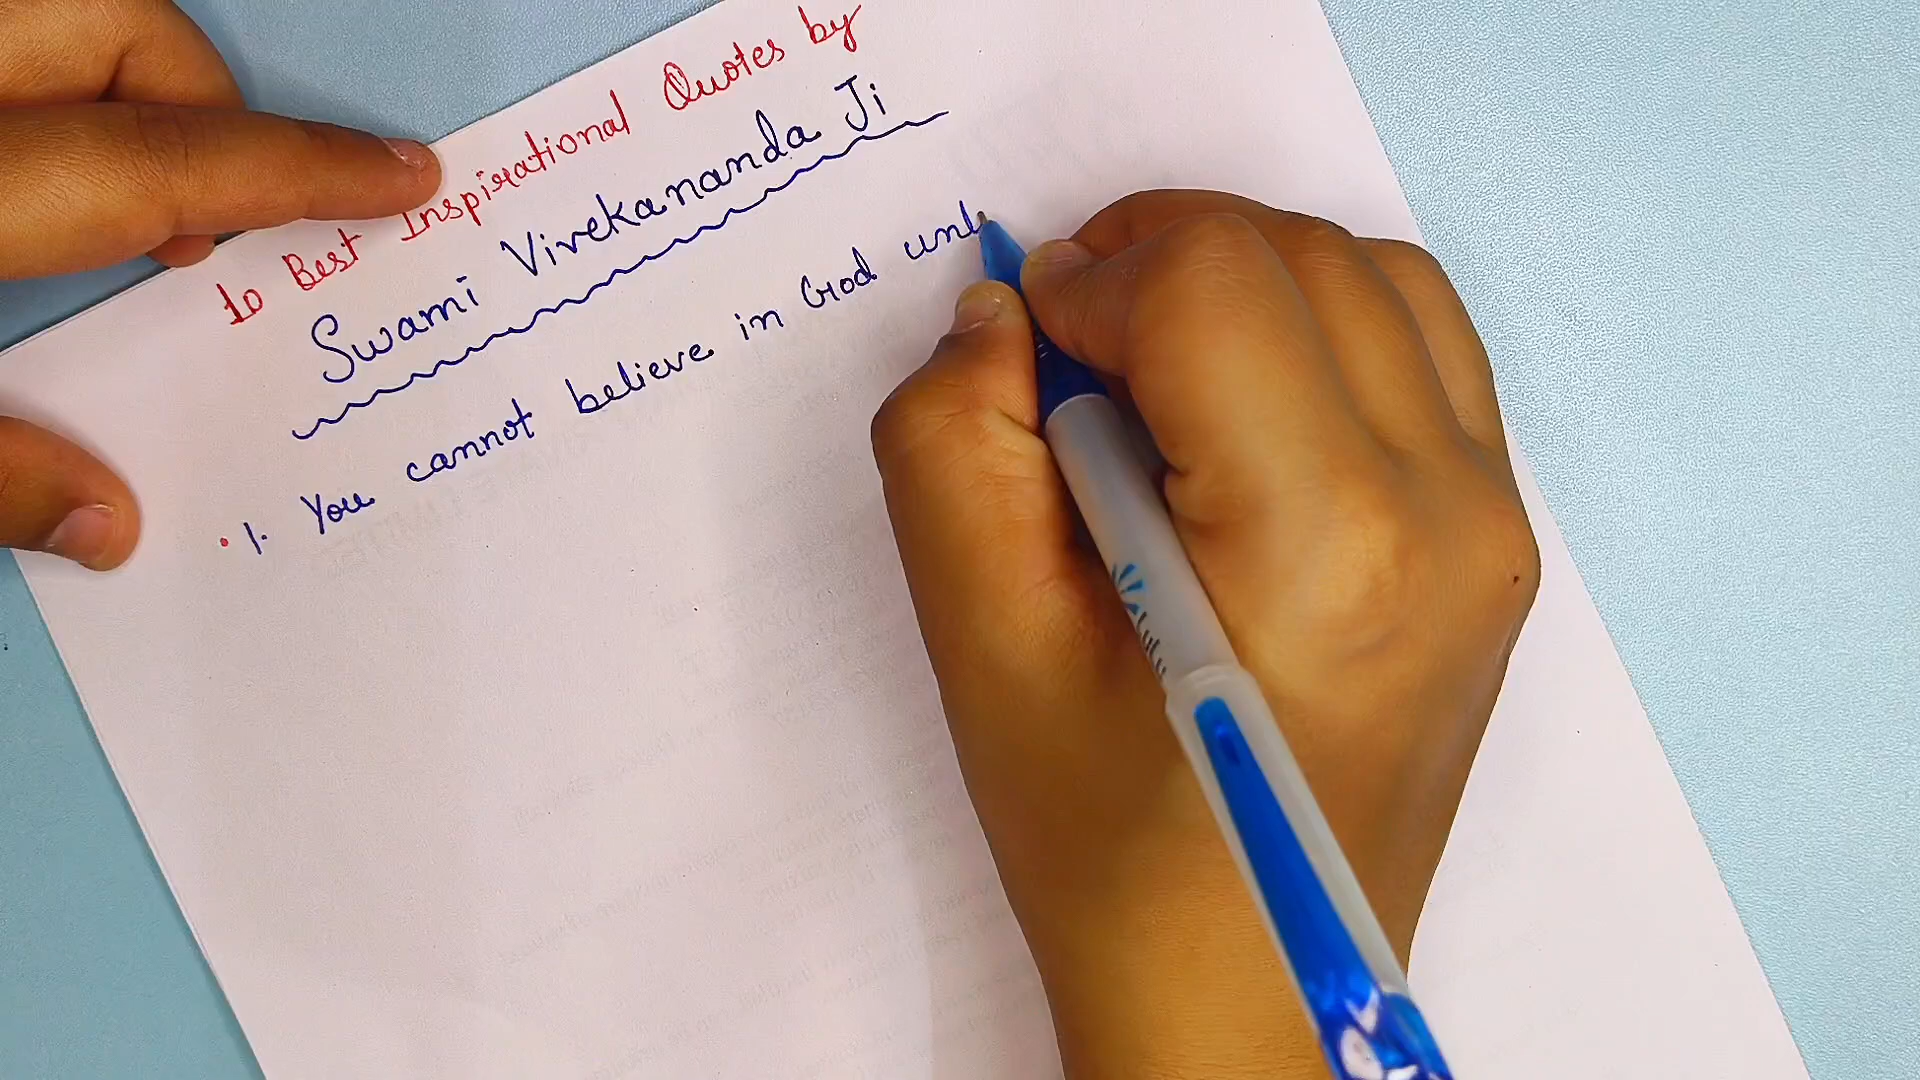 10 Best Inspirational Quotes by
Swami Vivekananda Ji
1. You cannot believe in God unl